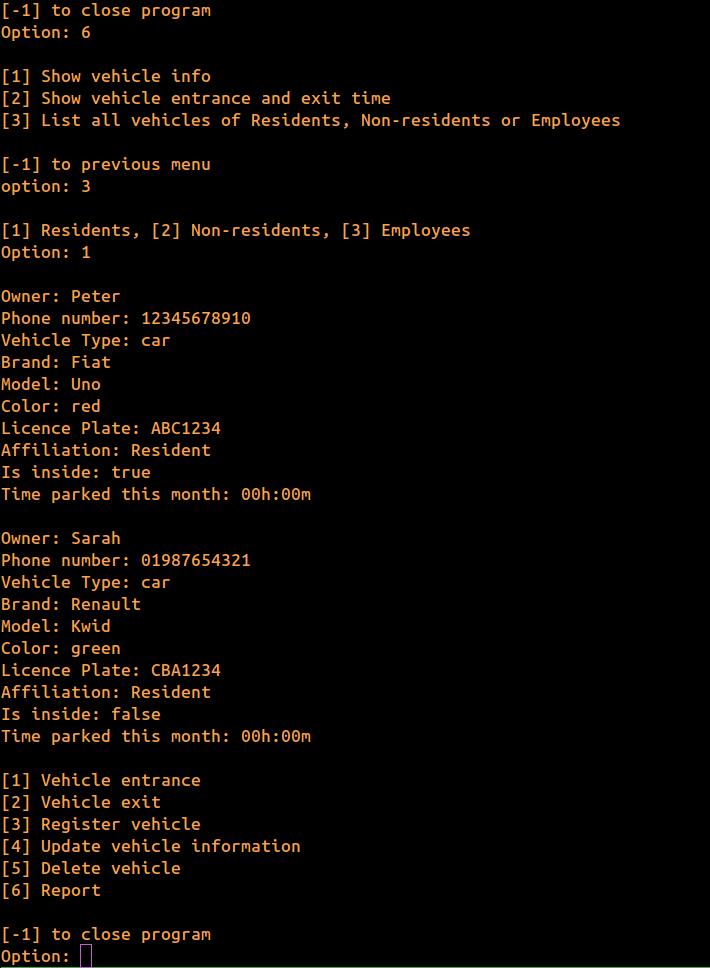 [-1] to close program
Option: 6
[1] Show vehicle info
[2] Show vehicle entrance and exit time
[3] List all vehicles of Residents, Non-residents or Employees
[-1] to previous menu
option: 3
[1] Residents, [2] Non-residents, [3] Employees
Option: 1
Owner: Peter
Phone number: 12345678910
Vehicle Type: car
Brand: Fiat
Model: Uno
Color: red
Licence Plate: ABC1234
Affiliation: Resident
Is inside: true
Time parked this month: 00h:00m
Owner: Sarah
Phone number: 01987654321
Vehicle Type: car
Brand: Renault
Model: Kwid
Color: green
Licence Plate: CBA1234
Affiliation: Resident
Is inside: false
Time parked this month: 00h:00m
[1] Vehicle entrance
[2] Vehicle exit
[3] Register vehicle
[4] Update vehicle information
[5] Delete vehicle
[6] Report
[-1] to close program
Option: